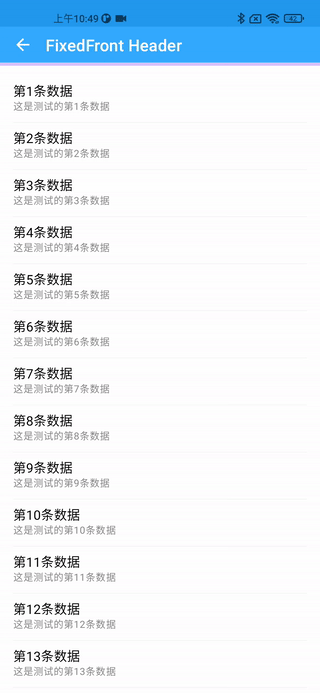 上午10:49
42
FixedFront Header
第1条数据
这是测试的第1条数据
第2条数据
这是测试的第2条数据
第3条数据
这是测试的第3条数据
第4条数据
这是测试的第4条数据
第5条数据
这是测试的第5条数据
第6条数据
这是测试的第6条数据
第7条数据
这是测试的第7条数据
第8条数据
这是测试的第8条数据
第9条数据
这是测试的第9条数据
第10条数据
这是测试的第10条数据
第11条数据
这是测试的第11条数据
第12条数据
这是测试的第12条数据
第13条数据
这是测试的第13条数据